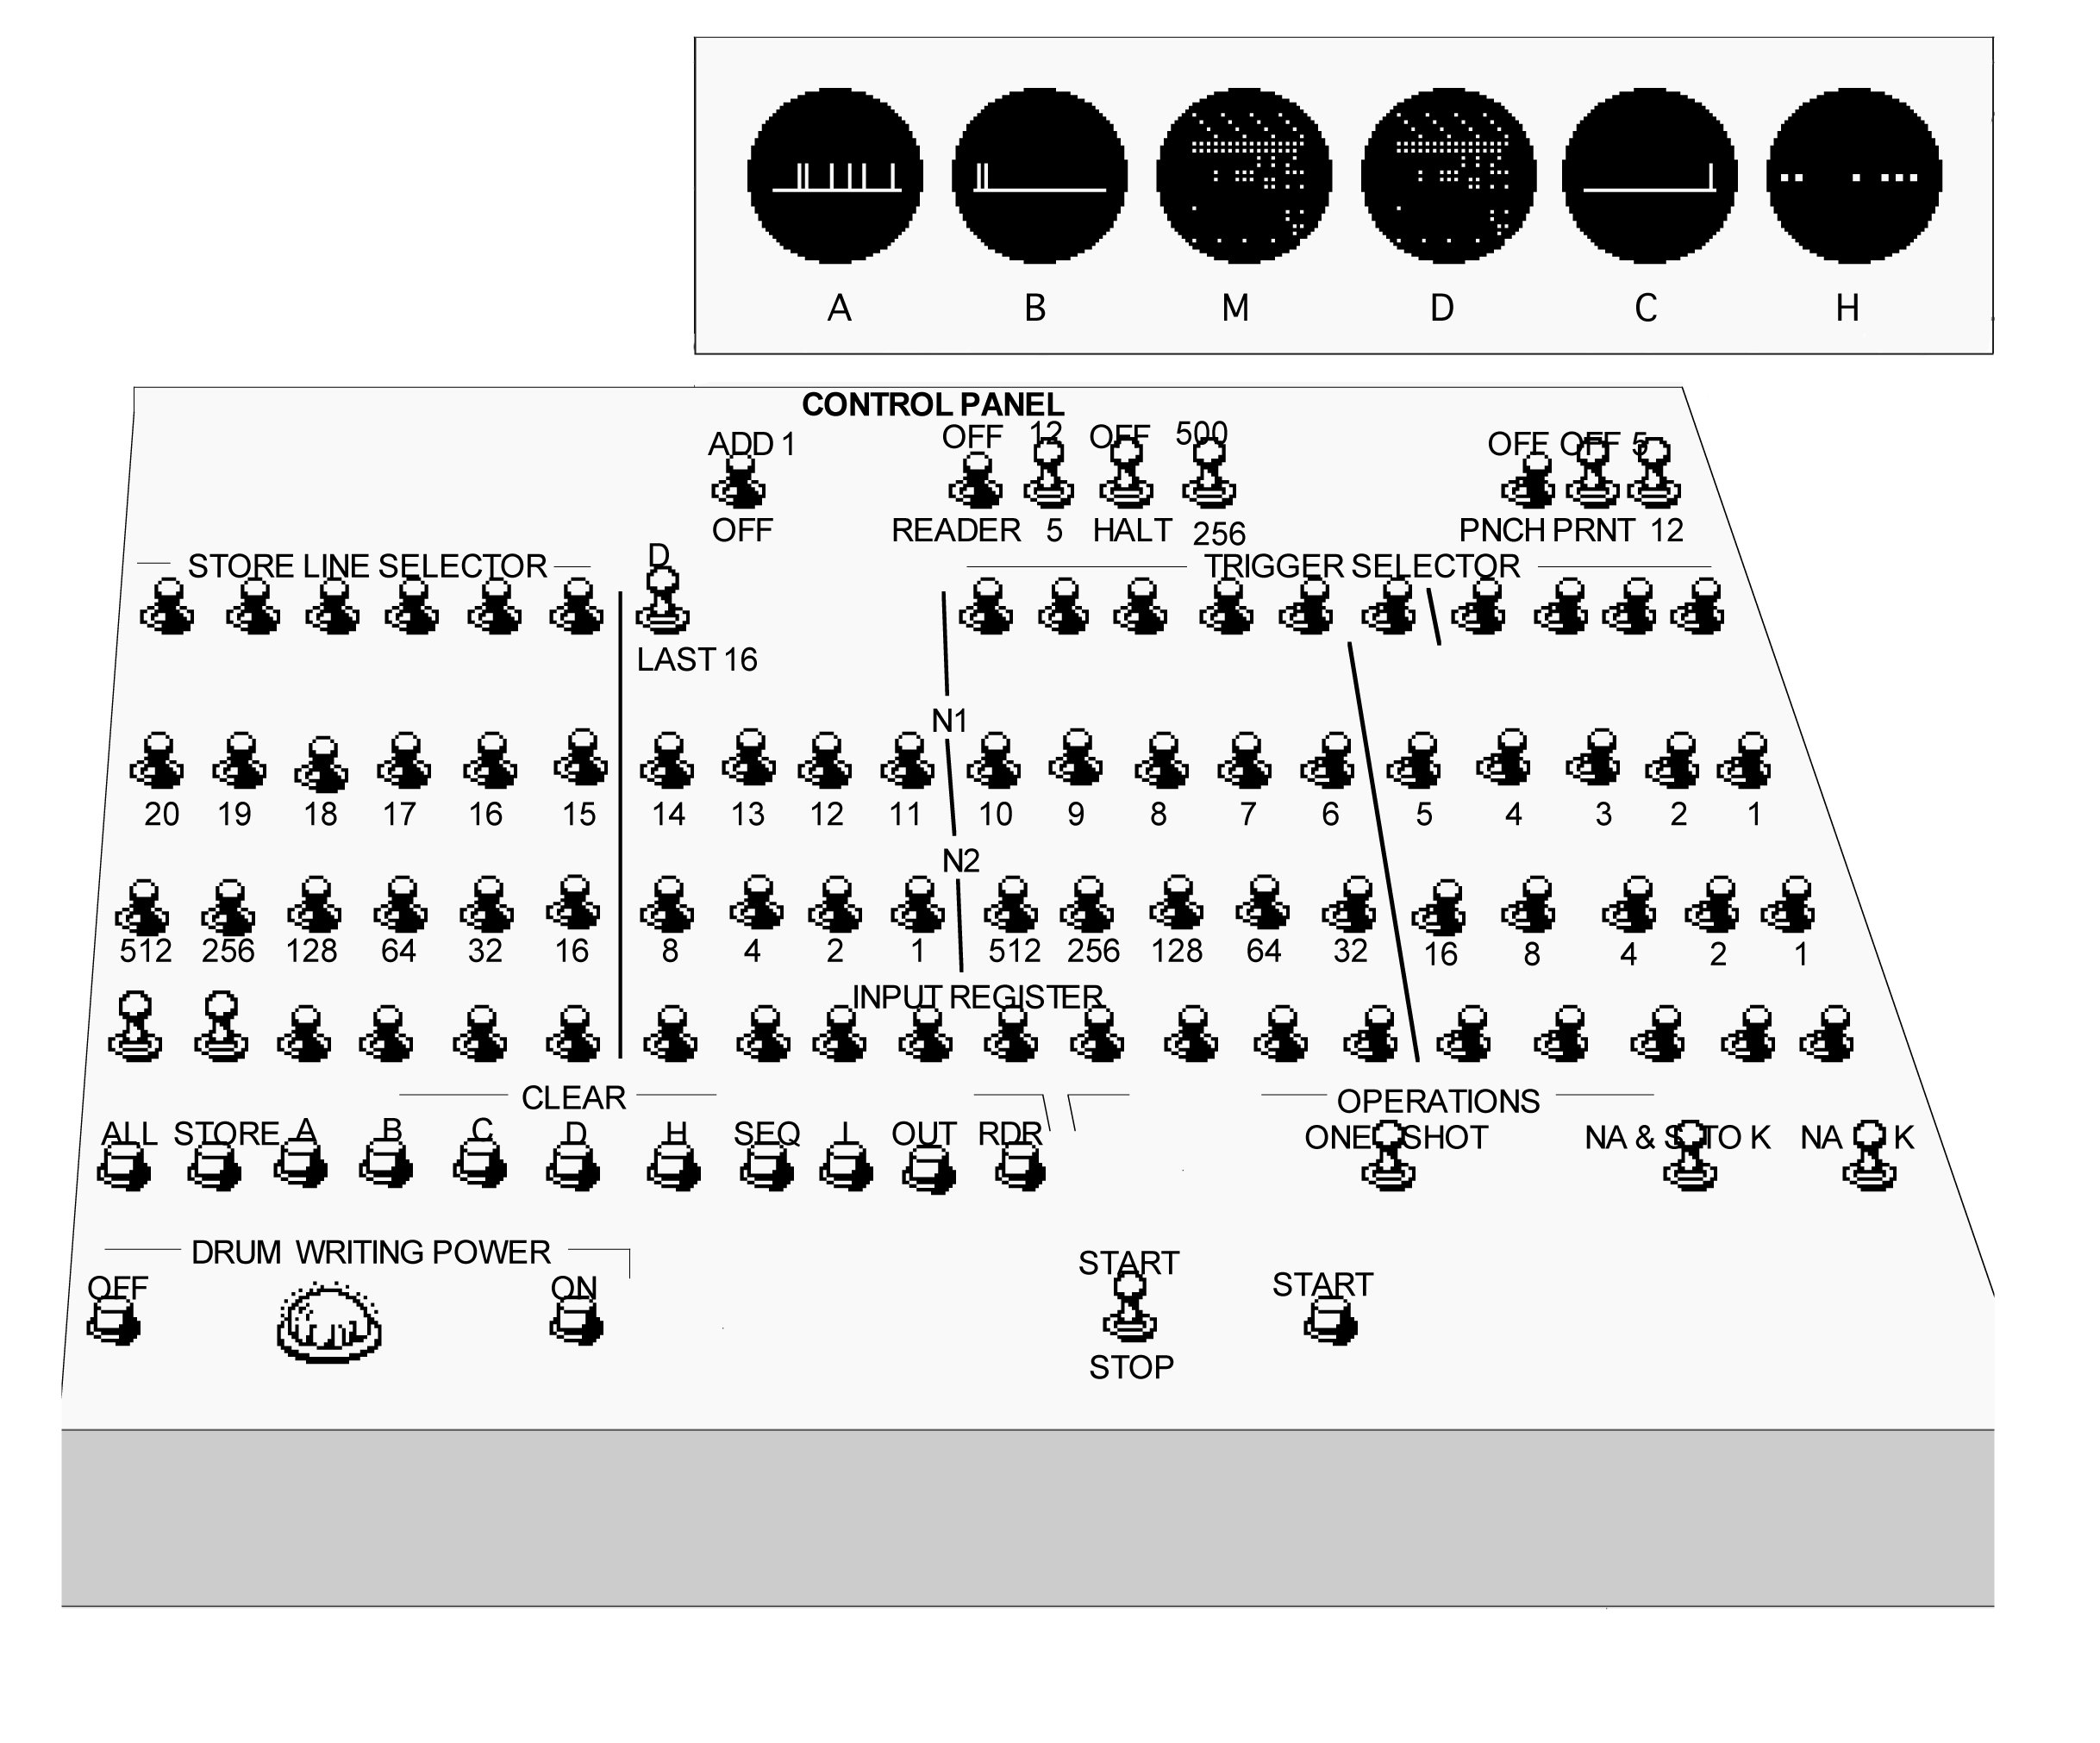 A B M D C H
CONTROL PANEL
ADD 1 OFF 12 OFF 500 OFF OFF 5
OFF READER 5 HALT 256 PNCH PRNT 12
STORE LINE SELECTOR D TRIGGER SELECTOR
LAST 16
N1
20 19 18 17 16 15 14 13 12 11 10 9 8 7 6 5 4 3 2 1
N2
512 256 128 64 32 16 8 4 2 1 512 256 128 64 32 16 8 4 2 1
INPUT REGISTER
CLEAR OPERATIONS
ALL STORE A B C D H SEQ I OUT RDR ONE SHOT NA & S TO K NA K
DRUM WRITING POWER
OFF ON START START
STOP